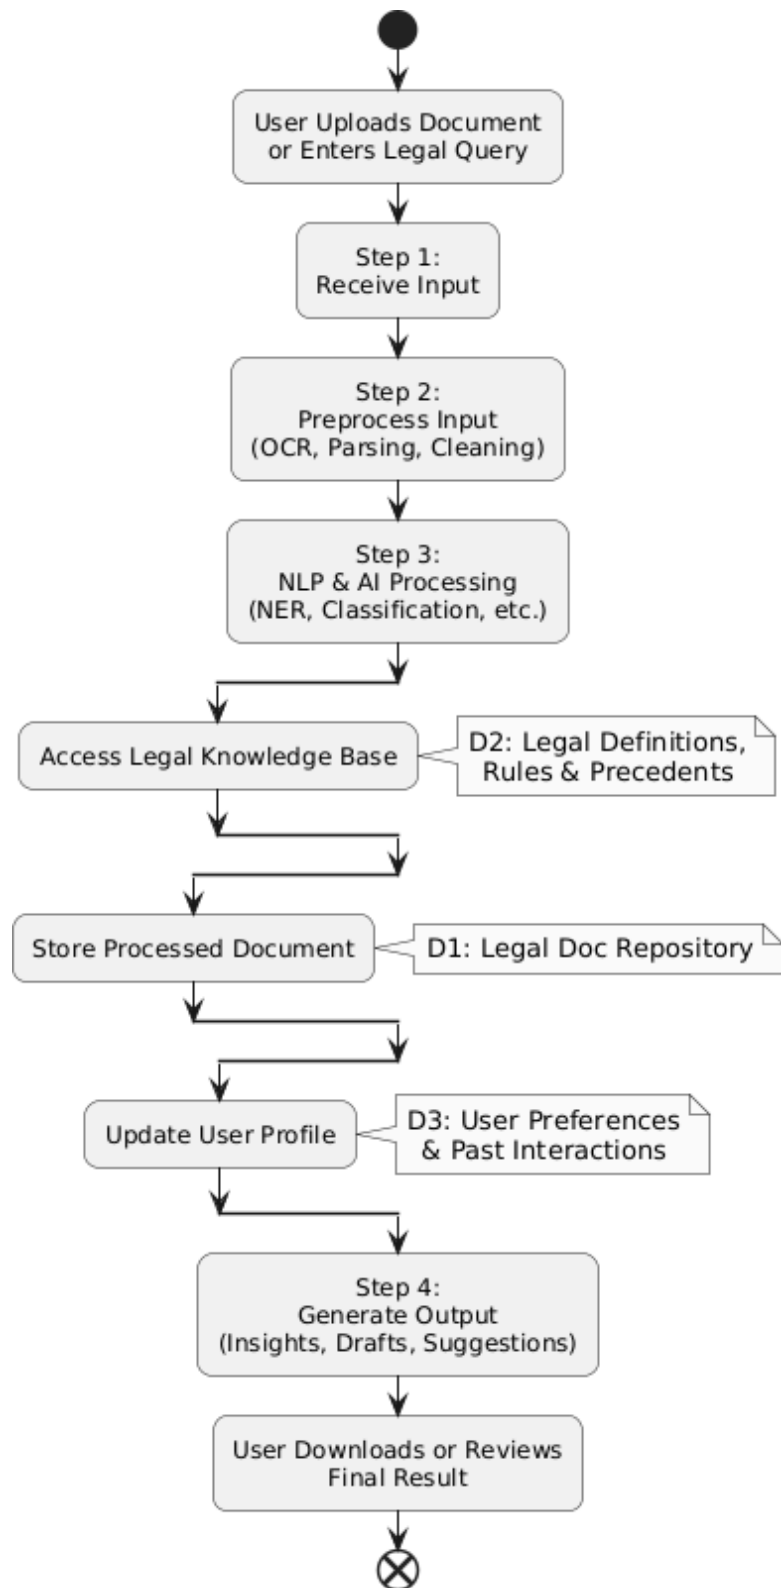 User Uploads Document
or Enters Legal Query
Step 1:
Receive Input
Step 2:
Preprocess Input
(OCR, Parsing, Cleaning)
Step 3:
NLP & AI Processing
(NER, Classification, etc.)
Access Legal Knowledge Base
D2: Legal Definitions,
Rules & Precedents
Store Processed Document
D1: Legal Doc Repository
Update User Profile
D3: User Preferences
& Past Interactions
Step 4:
Generate Output
(Insights, Drafts, Suggestions)
User Downloads or Reviews
Final Result